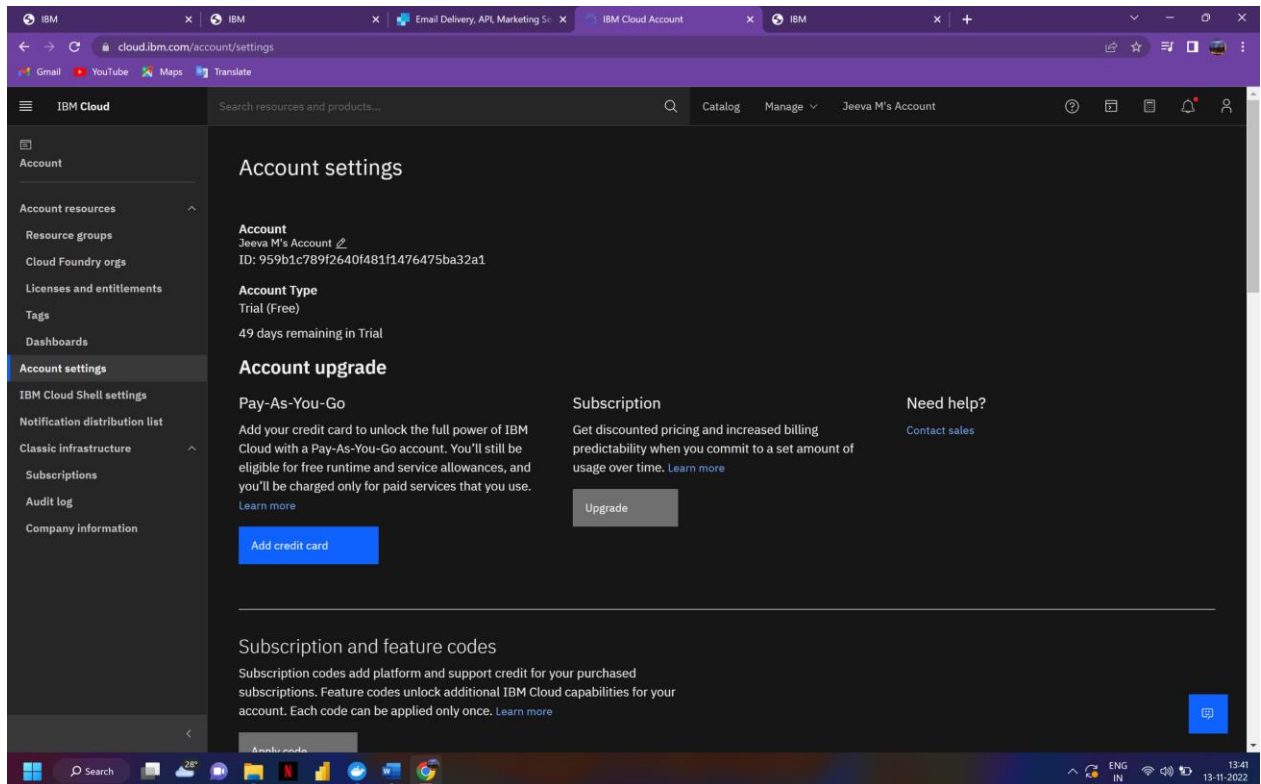 IBM
IBM
Email Delivery, API, Marketing Se
IBM Cloud Account
IBM
cloud.ibm.com/account/settings
Gmail
YouTube
Maps
Translate
IBM Cloud
Search resources and products...
Catalog
Manage
Jeeva M's Account
Account
Account resources
Resource groups
Cloud Foundry orgs
Licenses and entitlements
Tags
Dashboards
Account settings
IBM Cloud Shell settings
Notification distribution list
Classic infrastructure
Subscriptions
Audit log
Company information
Account settings
Account
Jeeva M's Account
ID: 959b1c789f2640f481f1476475ba32a1
Account Type
Trial (Free)
49 days remaining in Trial
Account upgrade
Pay-As-You-Go
Add your credit card to unlock the full power of IBM
Cloud with a Pay-As-You-Go account. You'll still be
eligible for free runtime and service allowances, and
you'll be charged only for paid services that you use.
Learn more
Add credit card
Subscription
Get discounted pricing and increased billing
predictability when you commit to a set amount of
usage over time. Learn more
Upgrade
Need help?
Contact sales
Subscription and feature codes
Subscription codes add platform and support credit for your purchased
subscriptions. Feature codes unlock additional IBM Cloud capabilities for your
account. Each code can be applied only once. Learn more
Apply code
Search
28°
ENG
IN
13:41
13-11-2022